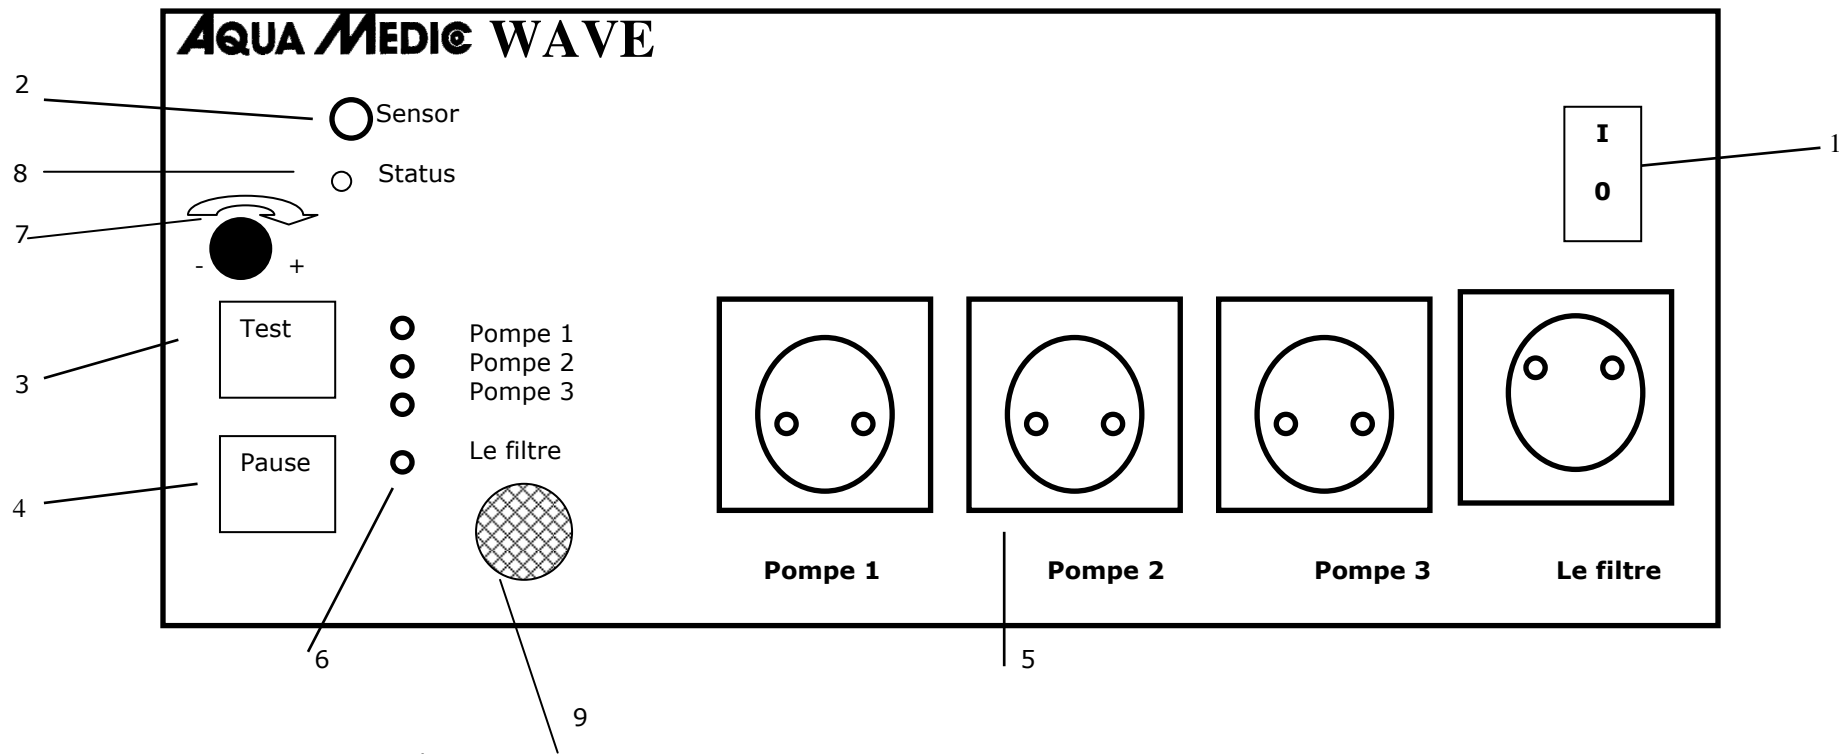 AQUA MEDIC WAVE
2
Sensor
I
1
8
Status
0
7
- +
Test
Pompe 1
Pompe 2
3
Pompe 3
Pause
Le filtre
4
Pompe 1 Pompe 2 Pompe 3 Le filtre
6
5
9